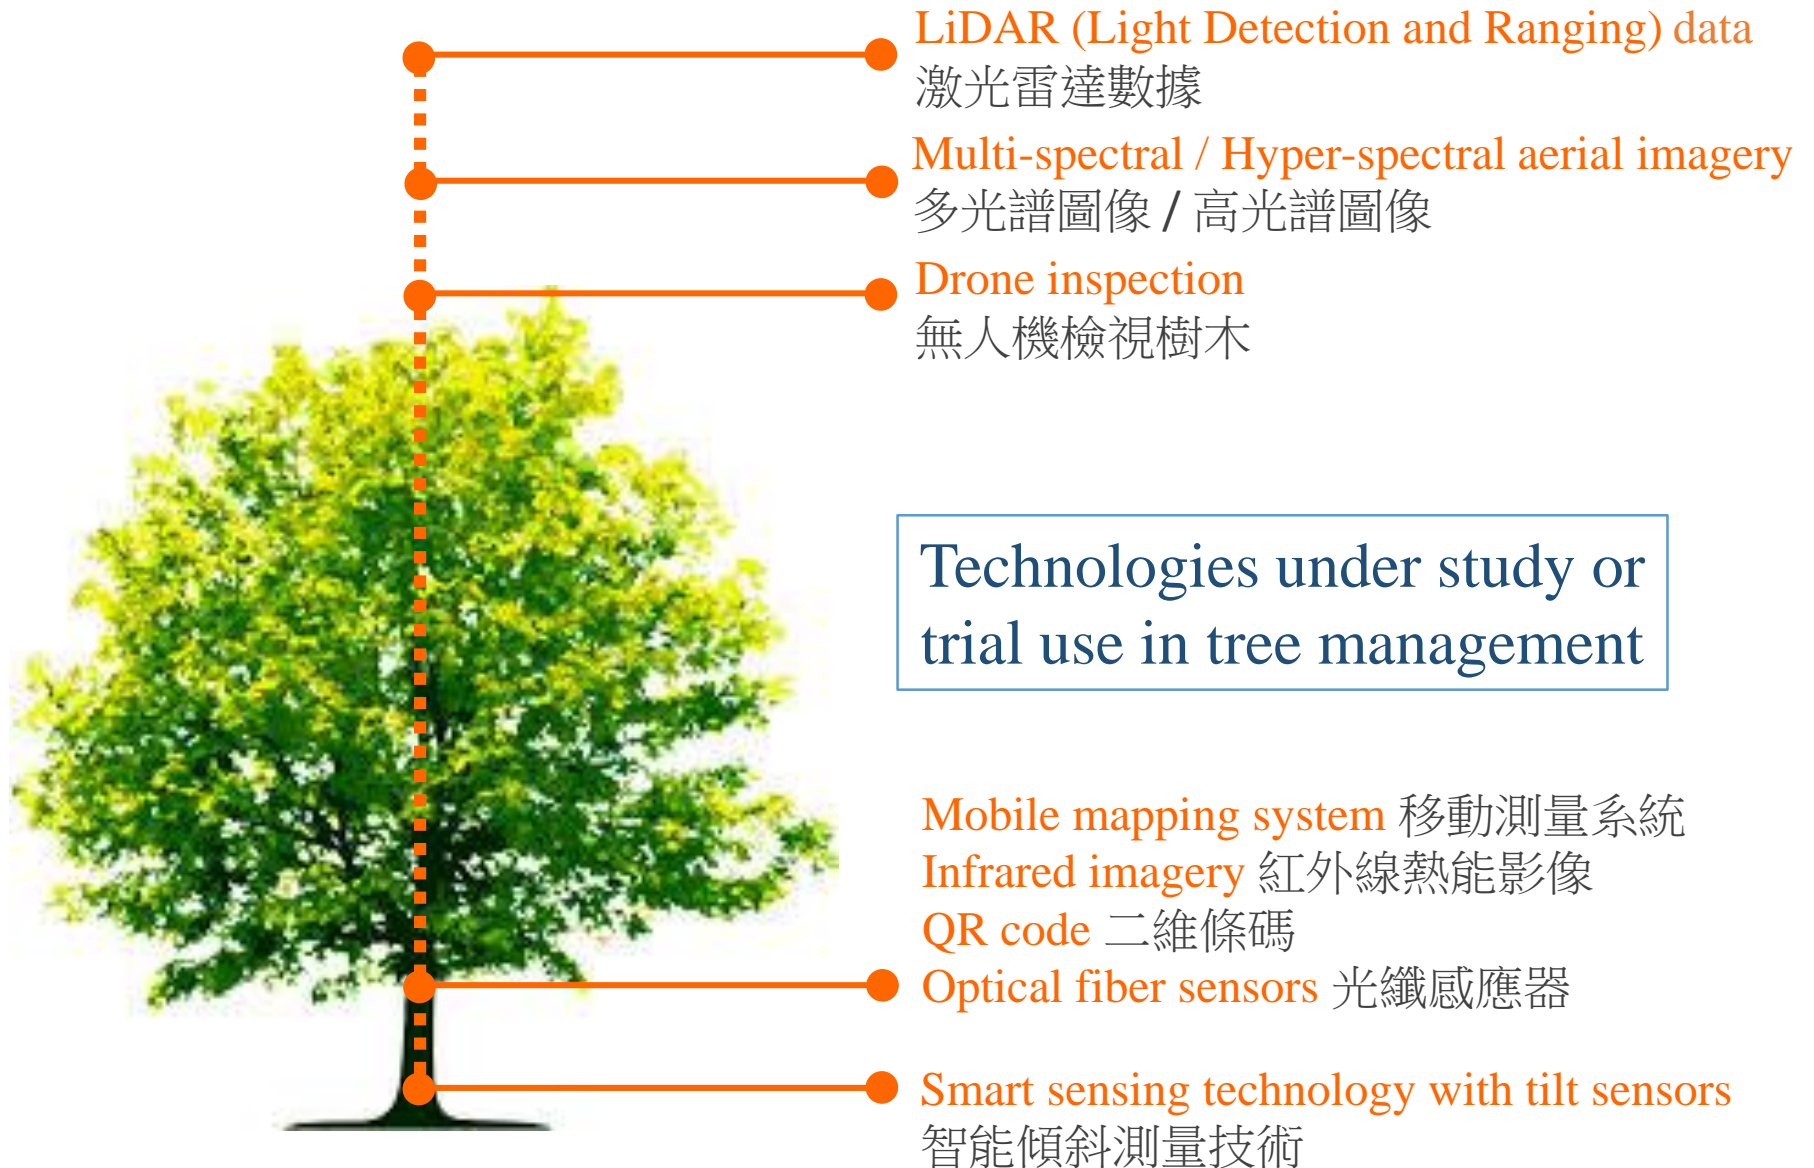 LiDAR (Light Detection and Ranging) data
激光雷達數據
Multi-spectral / Hyper-spectral aerial imagery
多光譜圖像 / 高光譜圖像
Drone inspection
無人機檢視樹木
Technologies under study or
trial use in tree management
Mobile mapping system 移動測量系統
Infrared imagery 紅外線熱能影像
QR code 二維條碼
Optical fiber sensors 光纖感應器
Smart sensing technology with tilt sensors
智能傾斜測量技術